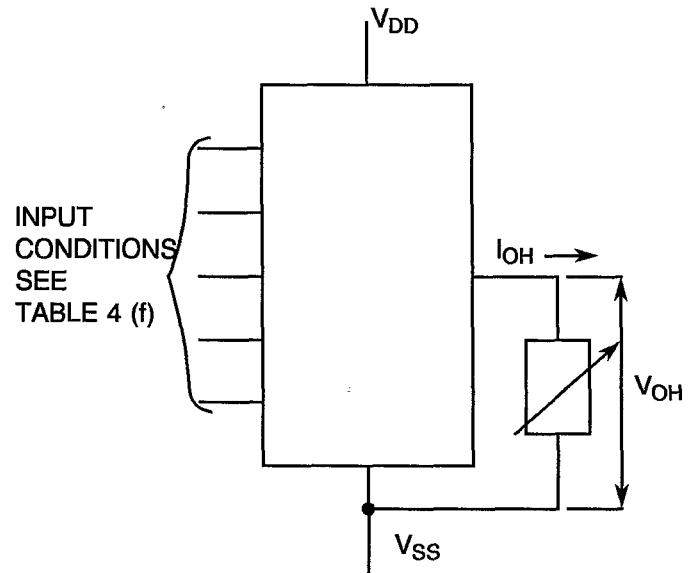 VDD
INPUT
CONDITIONS
SEE
TABLE 4 (f)
IOH
VOH
VSS